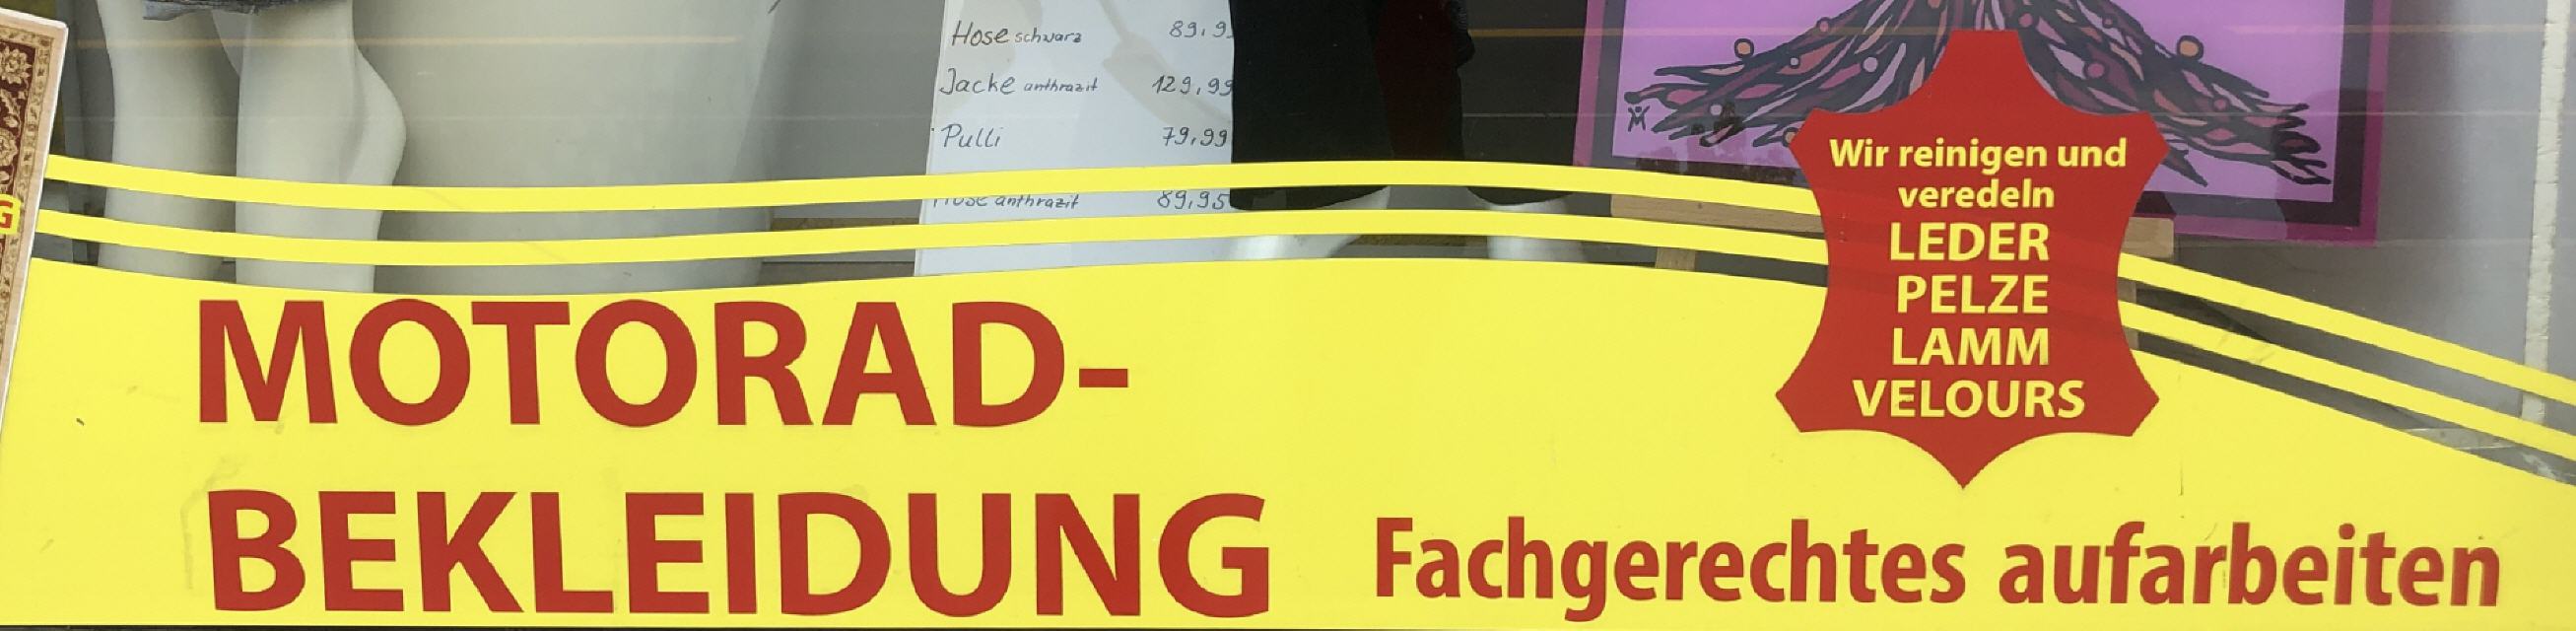 Hose schwarz 89,9
Jacke anthrazit 129,99
Pulli 79,99
Hose anthrazit 89,95
G
Wir reinigen und
veredeln
LEDER
PELZE
LAMM
VELOURS
MOTORAD-
BEKLEIDUNG
Fachgerechtes aufarbeiten